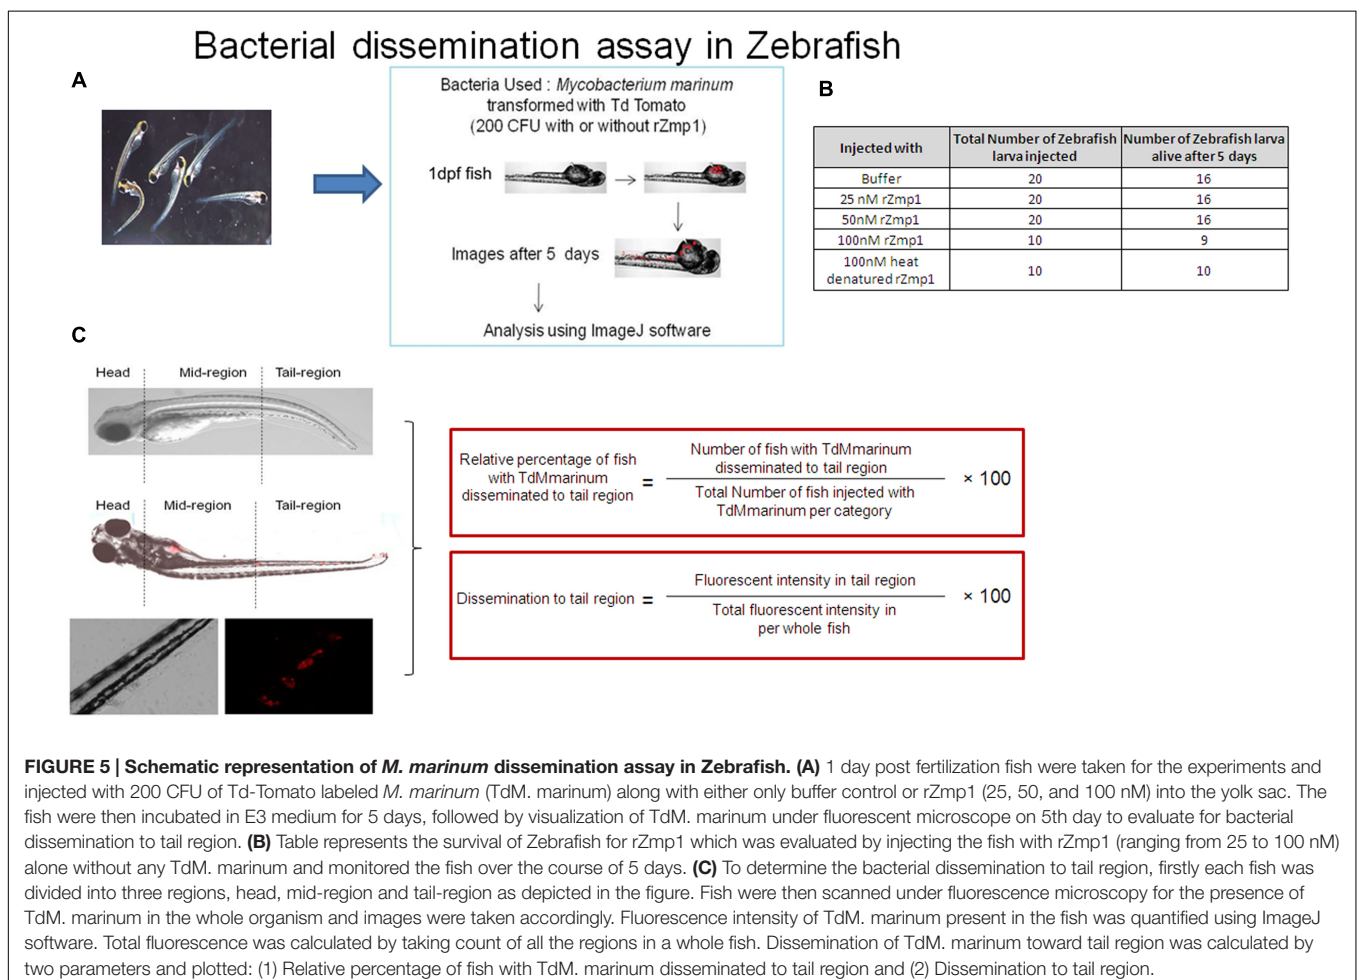 Bacterial dissemination assay in Zebrafish
A
Bacteria Used : Mycobacterium marinum
transformed with Td Tomato
(200 CFU with or without rZmp1)
1dpf fish
Images after 5 days
Analysis using ImageJ software
B
Injected with
Total Number of Zebrafish
larva injected
Number of Zebrafish larva
alive after 5 days
Buffer 20 16
25 nM rZmp1 20 16
50nM rZmp1 20 16
100nM rZmp1 10 9
100nM heat
denatured rZmp1 10 10
C
Head Mid-region Tail-region
Head Mid-region Tail-region
Relative percentage of fish
with TdMmarinum
disseminated to tail region
=
Number of fish with TdMmarinum
disseminated to tail region
Total Number of fish injected with
TdMmarinum per category
× 100
Dissemination to tail region =
Fluorescent intensity in tail region
Total fluorescent intensity in
per whole fish
× 100
FIGURE 5 | Schematic representation of M. marinum dissemination assay in Zebrafish. (A) 1 day post fertilization fish were taken for the experiments and
injected with 200 CFU of Td-Tomato labeled M. marinum (TdM. marinum) along with either only buffer control or rZmp1 (25, 50, and 100 nM) into the yolk sac. The
fish were then incubated in E3 medium for 5 days, followed by visualization of TdM. marinum under fluorescent microscope on 5th day to evaluate for bacterial
dissemination to tail region. (B) Table represents the survival of Zebrafish for rZmp1 which was evaluated by injecting the fish with rZmp1 (ranging from 25 to 100 nM)
alone without any TdM. marinum and monitored the fish over the course of 5 days. (C) To determine the bacterial dissemination to tail region, firstly each fish was
divided into three regions, head, mid-region and tail-region as depicted in the figure. Fish were then scanned under fluorescence microscopy for the presence of
TdM. marinum in the whole organism and images were taken accordingly. Fluorescence intensity of TdM. marinum present in the fish was quantified using ImageJ
software. Total fluorescence was calculated by taking count of all the regions in a whole fish. Dissemination of TdM. marinum toward tail region was calculated by
two parameters and plotted: (1) Relative percentage of fish with TdM. marinum disseminated to tail region and (2) Dissemination to tail region.